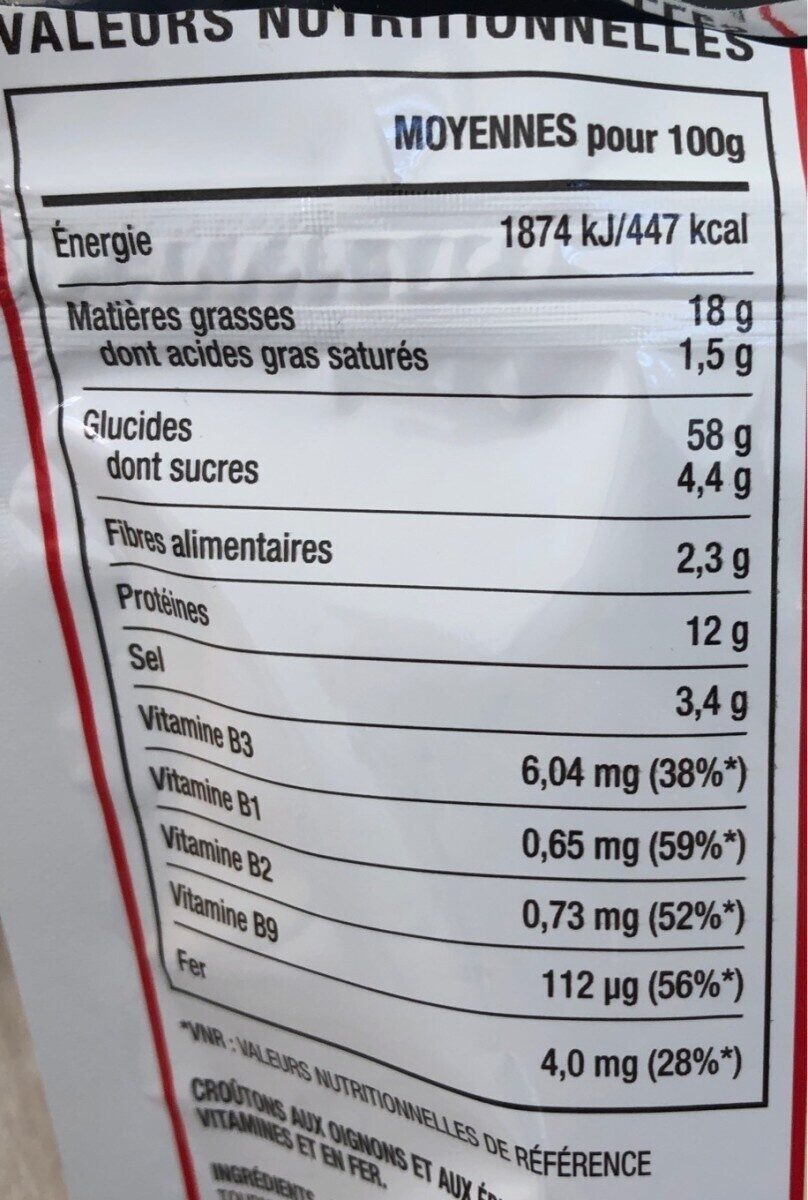 VALEURS NUTRITIONNELLES
MOYENNES pour 100g
Énergie 1874 kJ/447 kcal
Matières grasses 18 g
dont acides gras saturés 1,5 g
Glucides 58 g
dont sucres 4,4 g
Fibres alimentaires 2,3 g
Protéines 12 g
Sel 3,4 g
Vitamine B3 6,04 mg (38%*)
Vitamine B1 0,65 mg (59%*)
Vitamine B2 0,73 mg (52%*)
Vitamine B9 112 µg (56%*)
Fer 4,0 mg (28%*)
*VNR : VALEURS NUTRITIONNELLES DE RÉFÉRENCE
CROÛTONS AUX OIGNONS ET AUX
VITAMINES ET EN FER.
INGRÉDIENTS